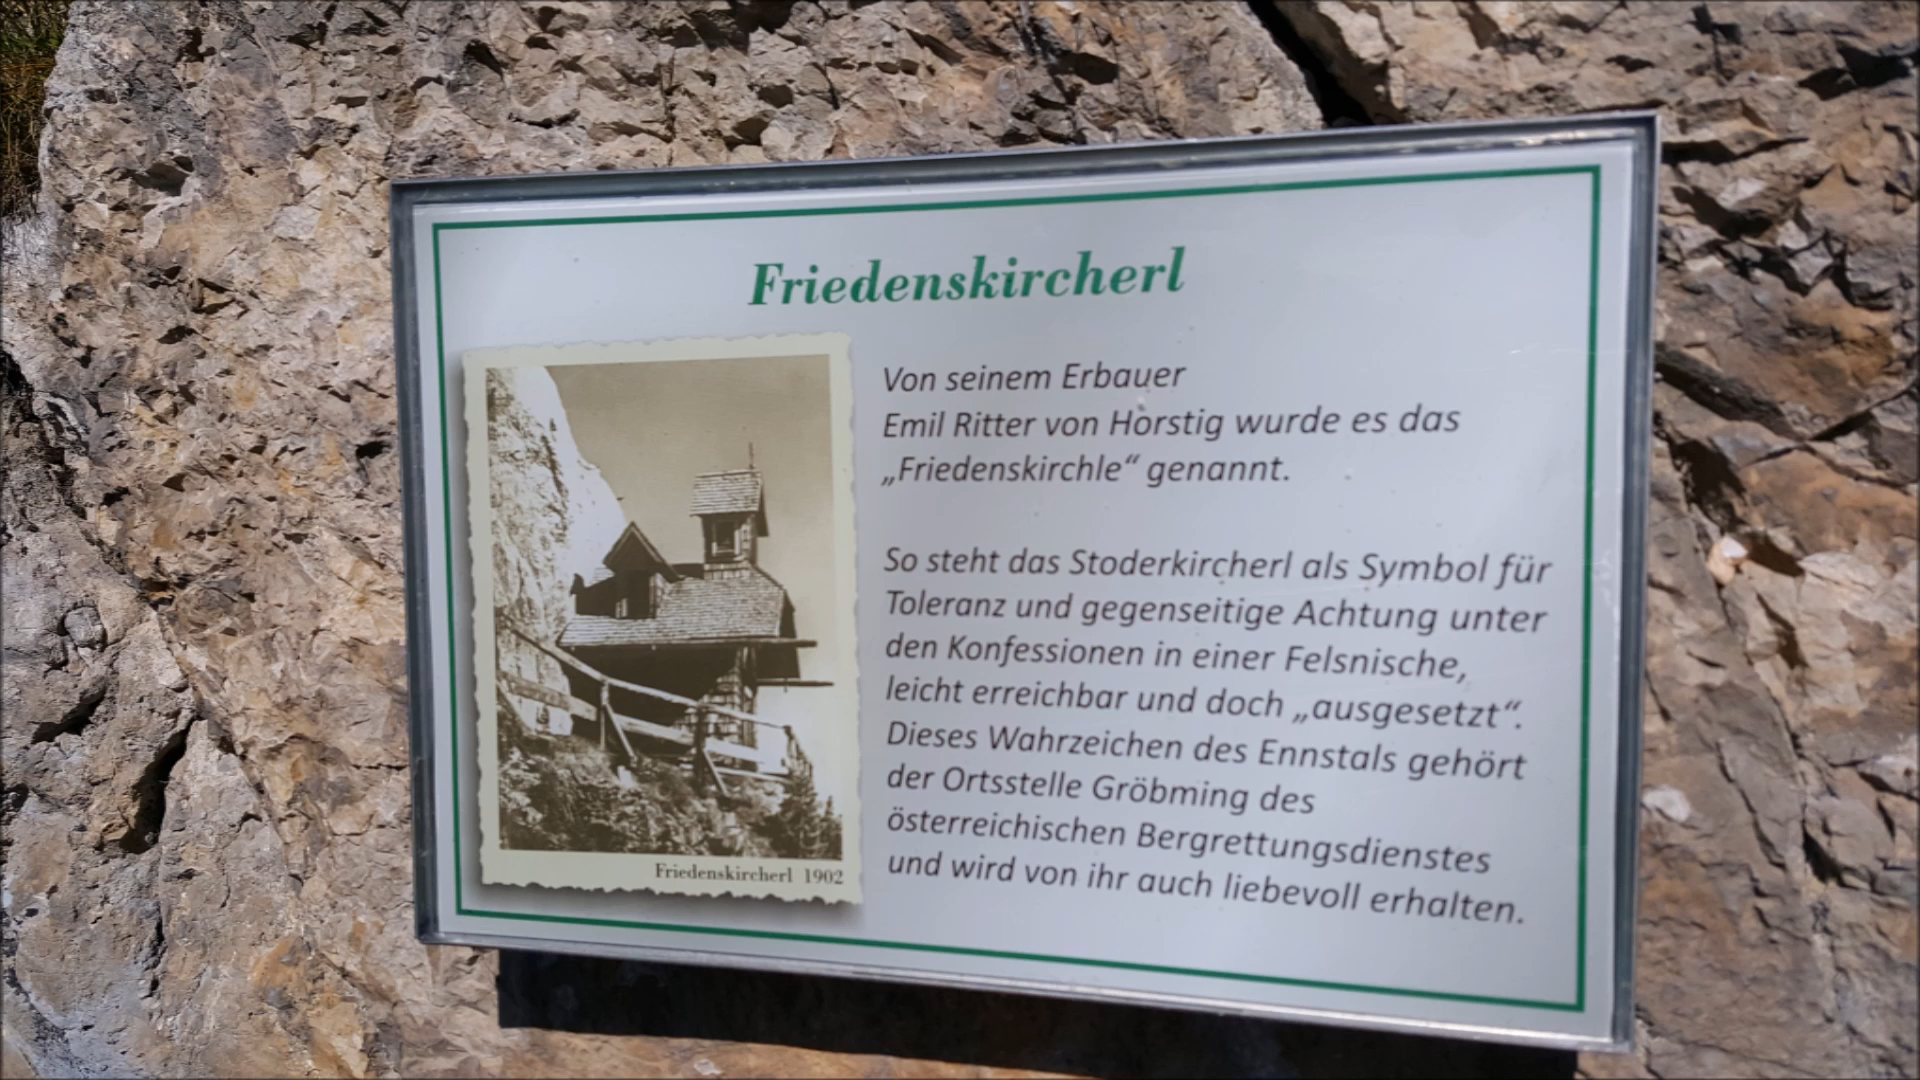 Friedenskircherl
Von seinem Erbauer
Emil Ritter von Horstig wurde es das
„Friedenskirchle“ genannt.
So steht das Stoderkircherl als Symbol für
Toleranz und gegenseitige Achtung unter
den Konfessionen in einer Felsnische,
leicht erreichbar und doch „ausgesetzt“.
Dieses Wahrzeichen des Ennstals gehört
der Ortsstelle Gröbming des
österreichischen Bergrettungsdienstes
und wird von ihr auch liebevoll erhalten.
Friedenskircherl 1902